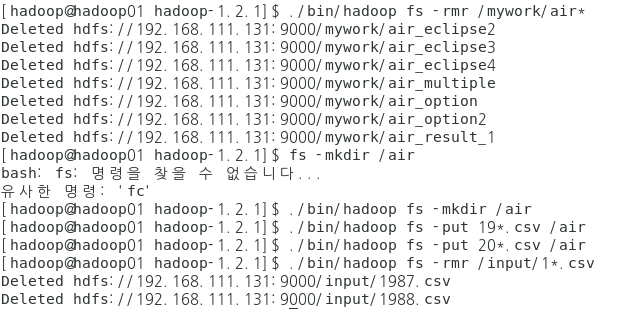 [hadoop@hadoop01 hadoop-1.2.1]$ ./bin/hadoop fs -rmr /mywork/air*
Deleted hdfs://192.168.111.131:9000/mywork/air_eclipse2
Deleted hdfs://192.168.111.131:9000/mywork/air_eclipse3
Deleted hdfs://192.168.111.131:9000/mywork/air_eclipse4
Deleted hdfs://192.168.111.131:9000/mywork/air_multiple
Deleted hdfs://192.168.111.131:9000/mywork/air_option
Deleted hdfs://192.168.111.131:9000/mywork/air_option2
Deleted hdfs://192.168.111.131:9000/mywork/air_result_1
[hadoop@hadoop01 hadoop-1.2.1]$ fs -mkdir /air
bash: fs: 명령을 찾을 수 없습니다...
유사한 명령: 'fc'
[hadoop@hadoop01 hadoop-1.2.1]$ ./bin/hadoop fs -mkdir /air
[hadoop@hadoop01 hadoop-1.2.1]$ ./bin/hadoop fs -put 19*.csv /air
[hadoop@hadoop01 hadoop-1.2.1]$ ./bin/hadoop fs -put 20*.csv /air
[hadoop@hadoop01 hadoop-1.2.1]$ ./bin/hadoop fs -rmr /input/1*.csv
Deleted hdfs://192.168.111.131:9000/input/1987.csv
Deleted hdfs://192.168.111.131:9000/input/1988.csv